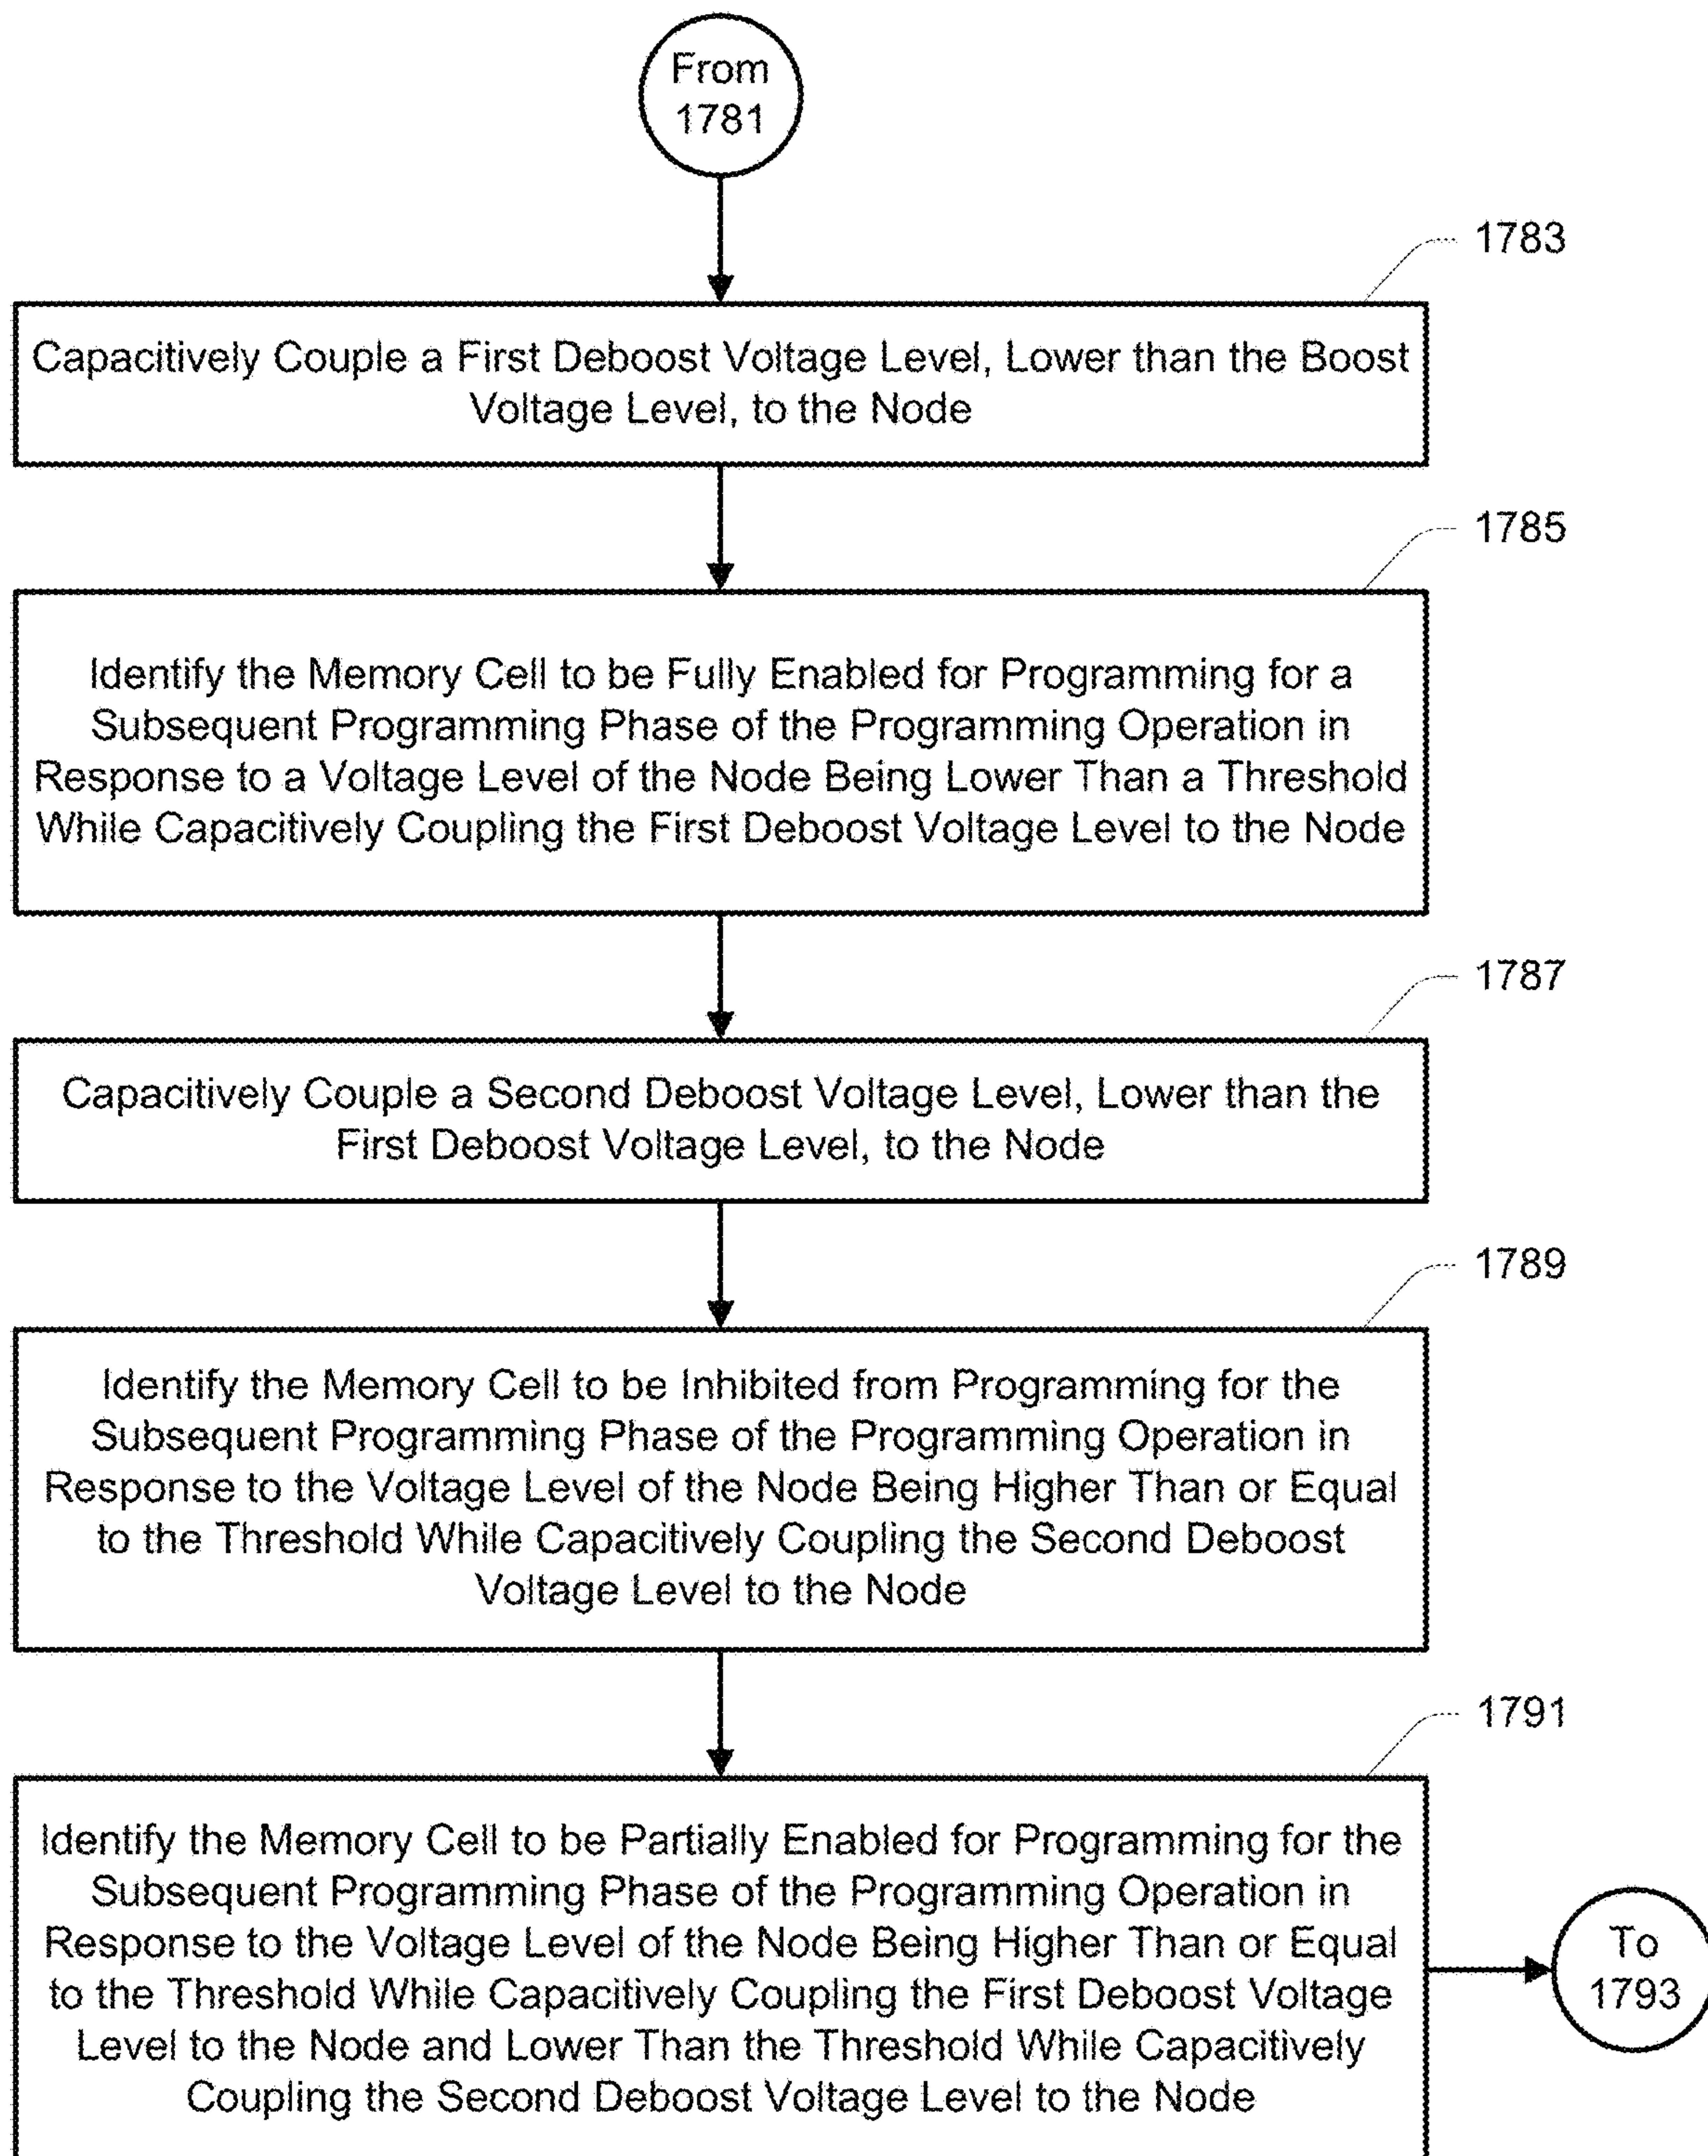 From
1781
1783
Capacitively Couple a First Deboost Voltage Level, Lower than the Boost
Voltage Level, to the Node
1785
Identify the Memory Cell to be Fully Enabled for Programming for a
Subsequent Programming Phase of the Programming Operation in
Response to a Voltage Level of the Node Being Lower Than a Threshold
While Capacitively Coupling the First Deboost Voltage Level to the Node
1787
Capacitively Couple a Second Deboost Voltage Level, Lower than the
First Deboost Voltage Level, to the Node
1789
Identify the Memory Cell to be Inhibited from Programming for the
Subsequent Programming Phase of the Programming Operation in
Response to the Voltage Level of the Node Being Higher Than or Equal
to the Threshold While Capacitively Coupling the Second Deboost
Voltage Level to the Node
1791
Identify the Memory Cell to be Partially Enabled for Programming for the
Subsequent Programming Phase of the Programming Operation in
Response to the Voltage Level of the Node Being Higher Than or Equal
to the Threshold While Capacitively Coupling the First Deboost Voltage
Level to the Node and Lower Than the Threshold While Capacitively
Coupling the Second Deboost Voltage Level to the Node
To
1793